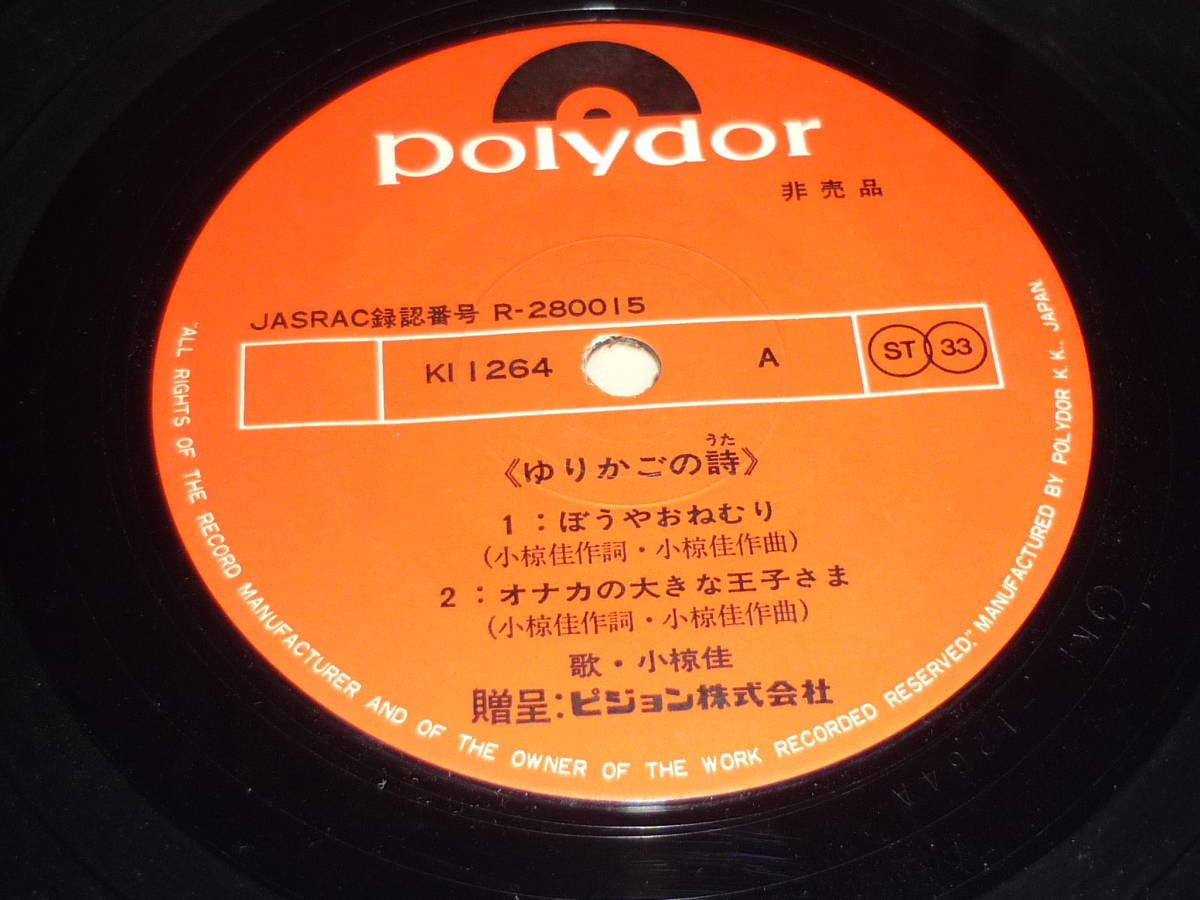 polydor
非売品
JASRAC録認番号 R-280015
KI 1264 A ST 33
《ゆりかごの詩》
うた
1：ぼうやおねむり
(小椋佳作詞・小椋佳作曲)
2：オナカの大きな王子さま
(小椋佳作詞・小椋佳作曲)
歌・小椋佳
贈呈：ピジョン株式会社
"ALL RIGHTS OF THE RECORD MANUFACTURER AND OF THE OWNER OF THE WORK RECORDED RESERVED." MANUFACTURED BY POLYDOR K.K., JAPAN